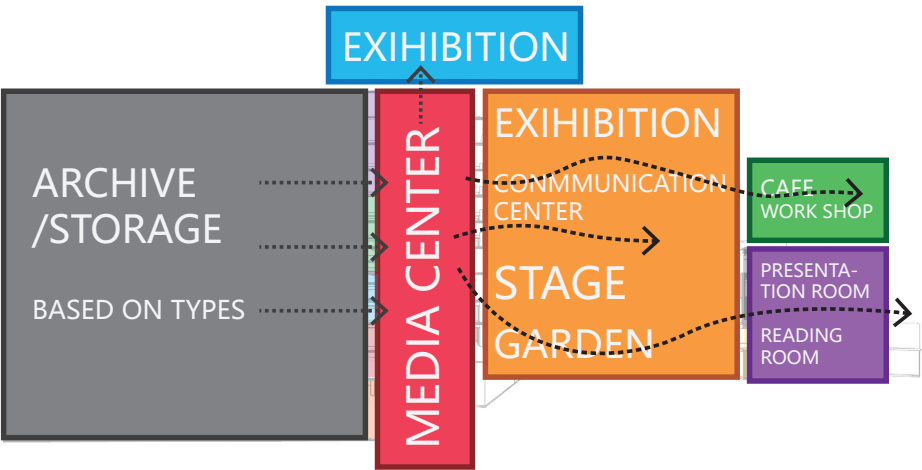 EXIHIBITION
ARCHIVE
/STORAGE
BASED ON TYPES
MEDIA CENTER
EXIHIBITION
CONMMUNICATION
CENTER
STAGE
GARDEN
CAFE
WORK SHOP
PRESENTA-
TION ROOM
READING
ROOM